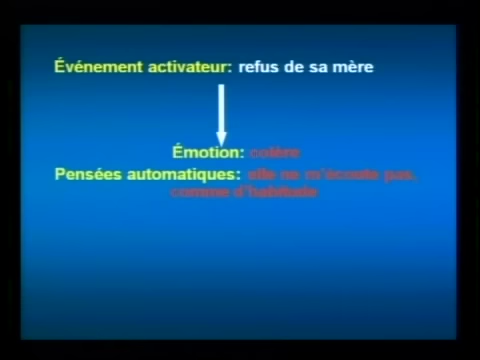 Événement activateur: refus de sa mère
Émotion: colère
Pensées automatiques: elle ne m'écoute pas,
comme d'habitude